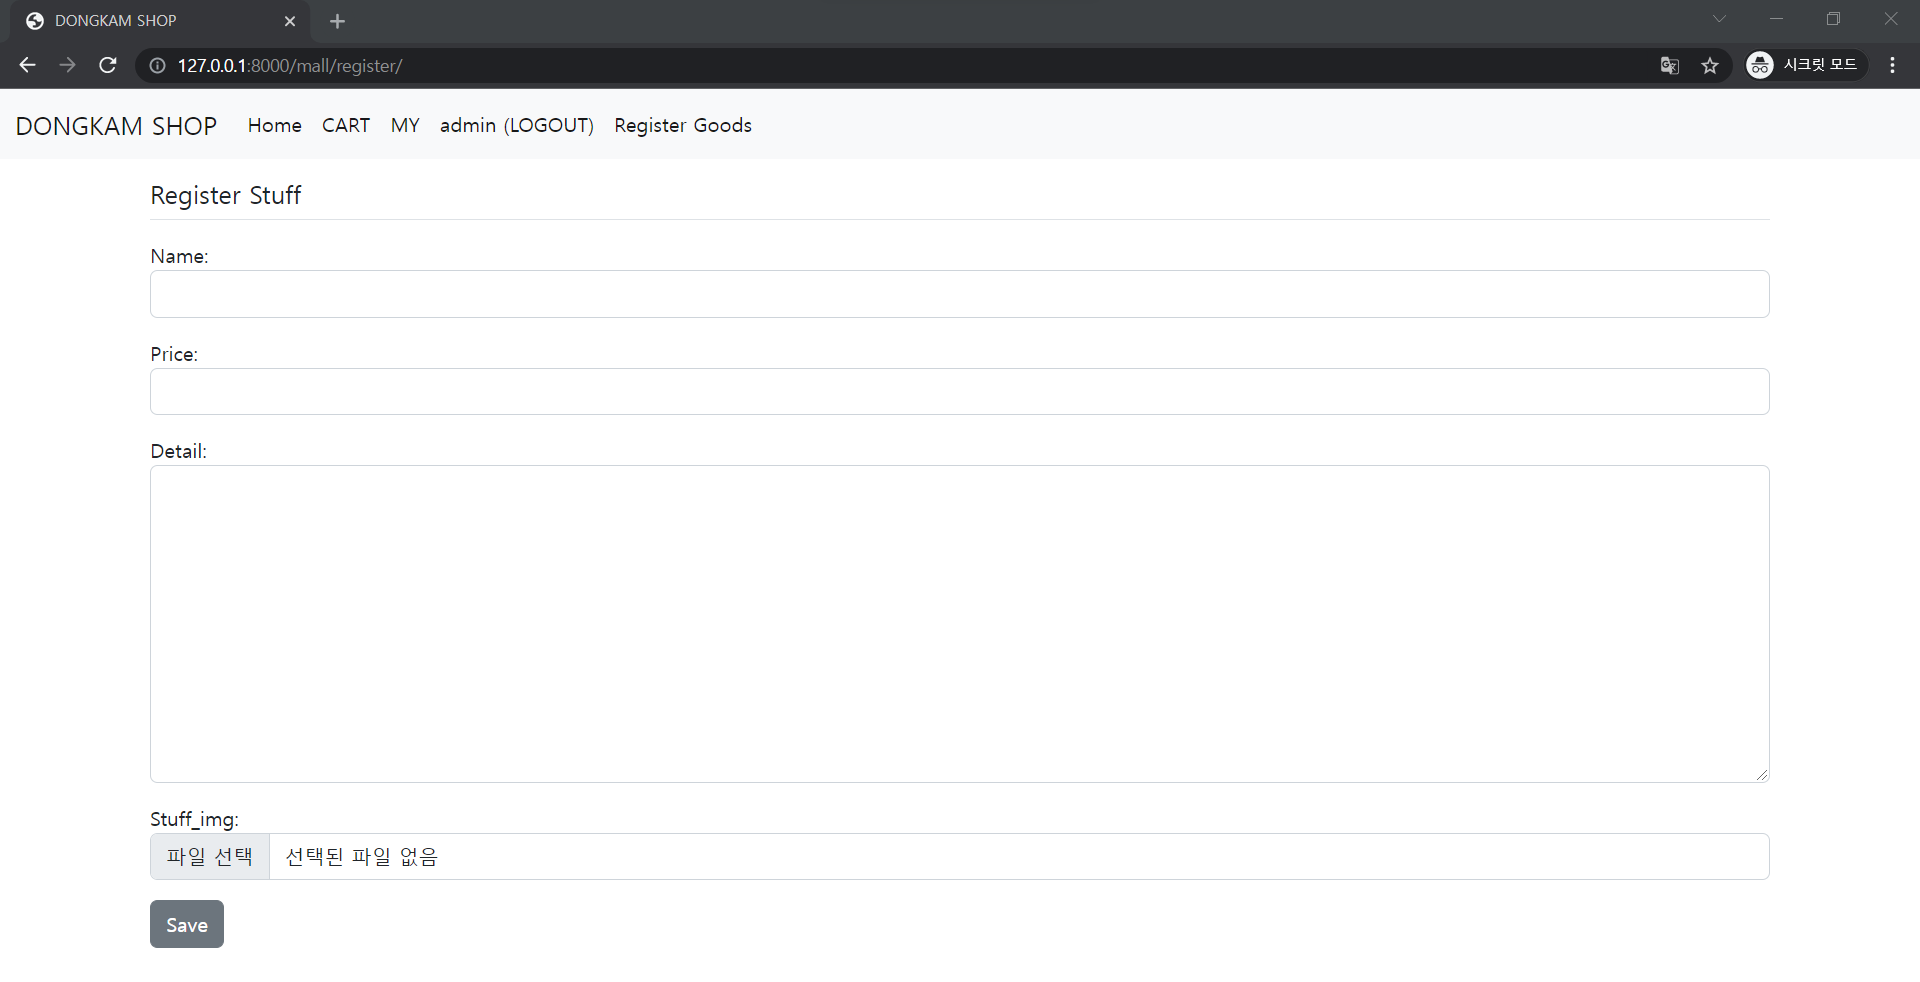 DONGKAM SHOP
127.0.0.1:8000/mall/register/
시크릿 모드
DONGKAM SHOP Home CART MY admin (LOGOUT) Register Goods
Register Stuff
Name:
Price:
Detail:
Stuff_img:
파일 선택 선택된 파일 없음
Save